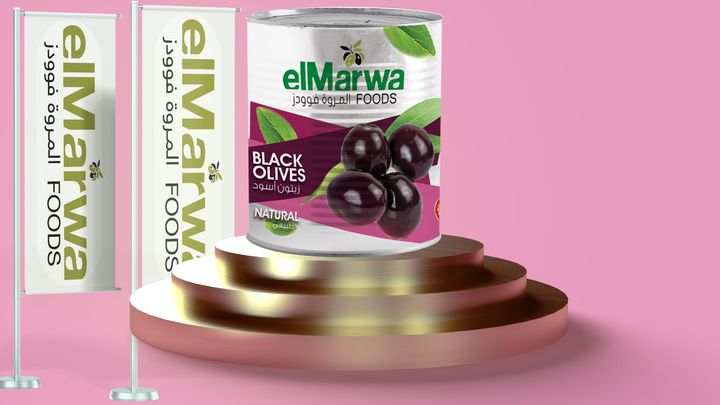 elMarwa
المروة فوودز FOODS
elMarwa
المروة فوودز FOODS
elMarwa
المروة فوودز FOODS
BLACK
OLIVES
زيتون أسود
NATURAL
طبيعي